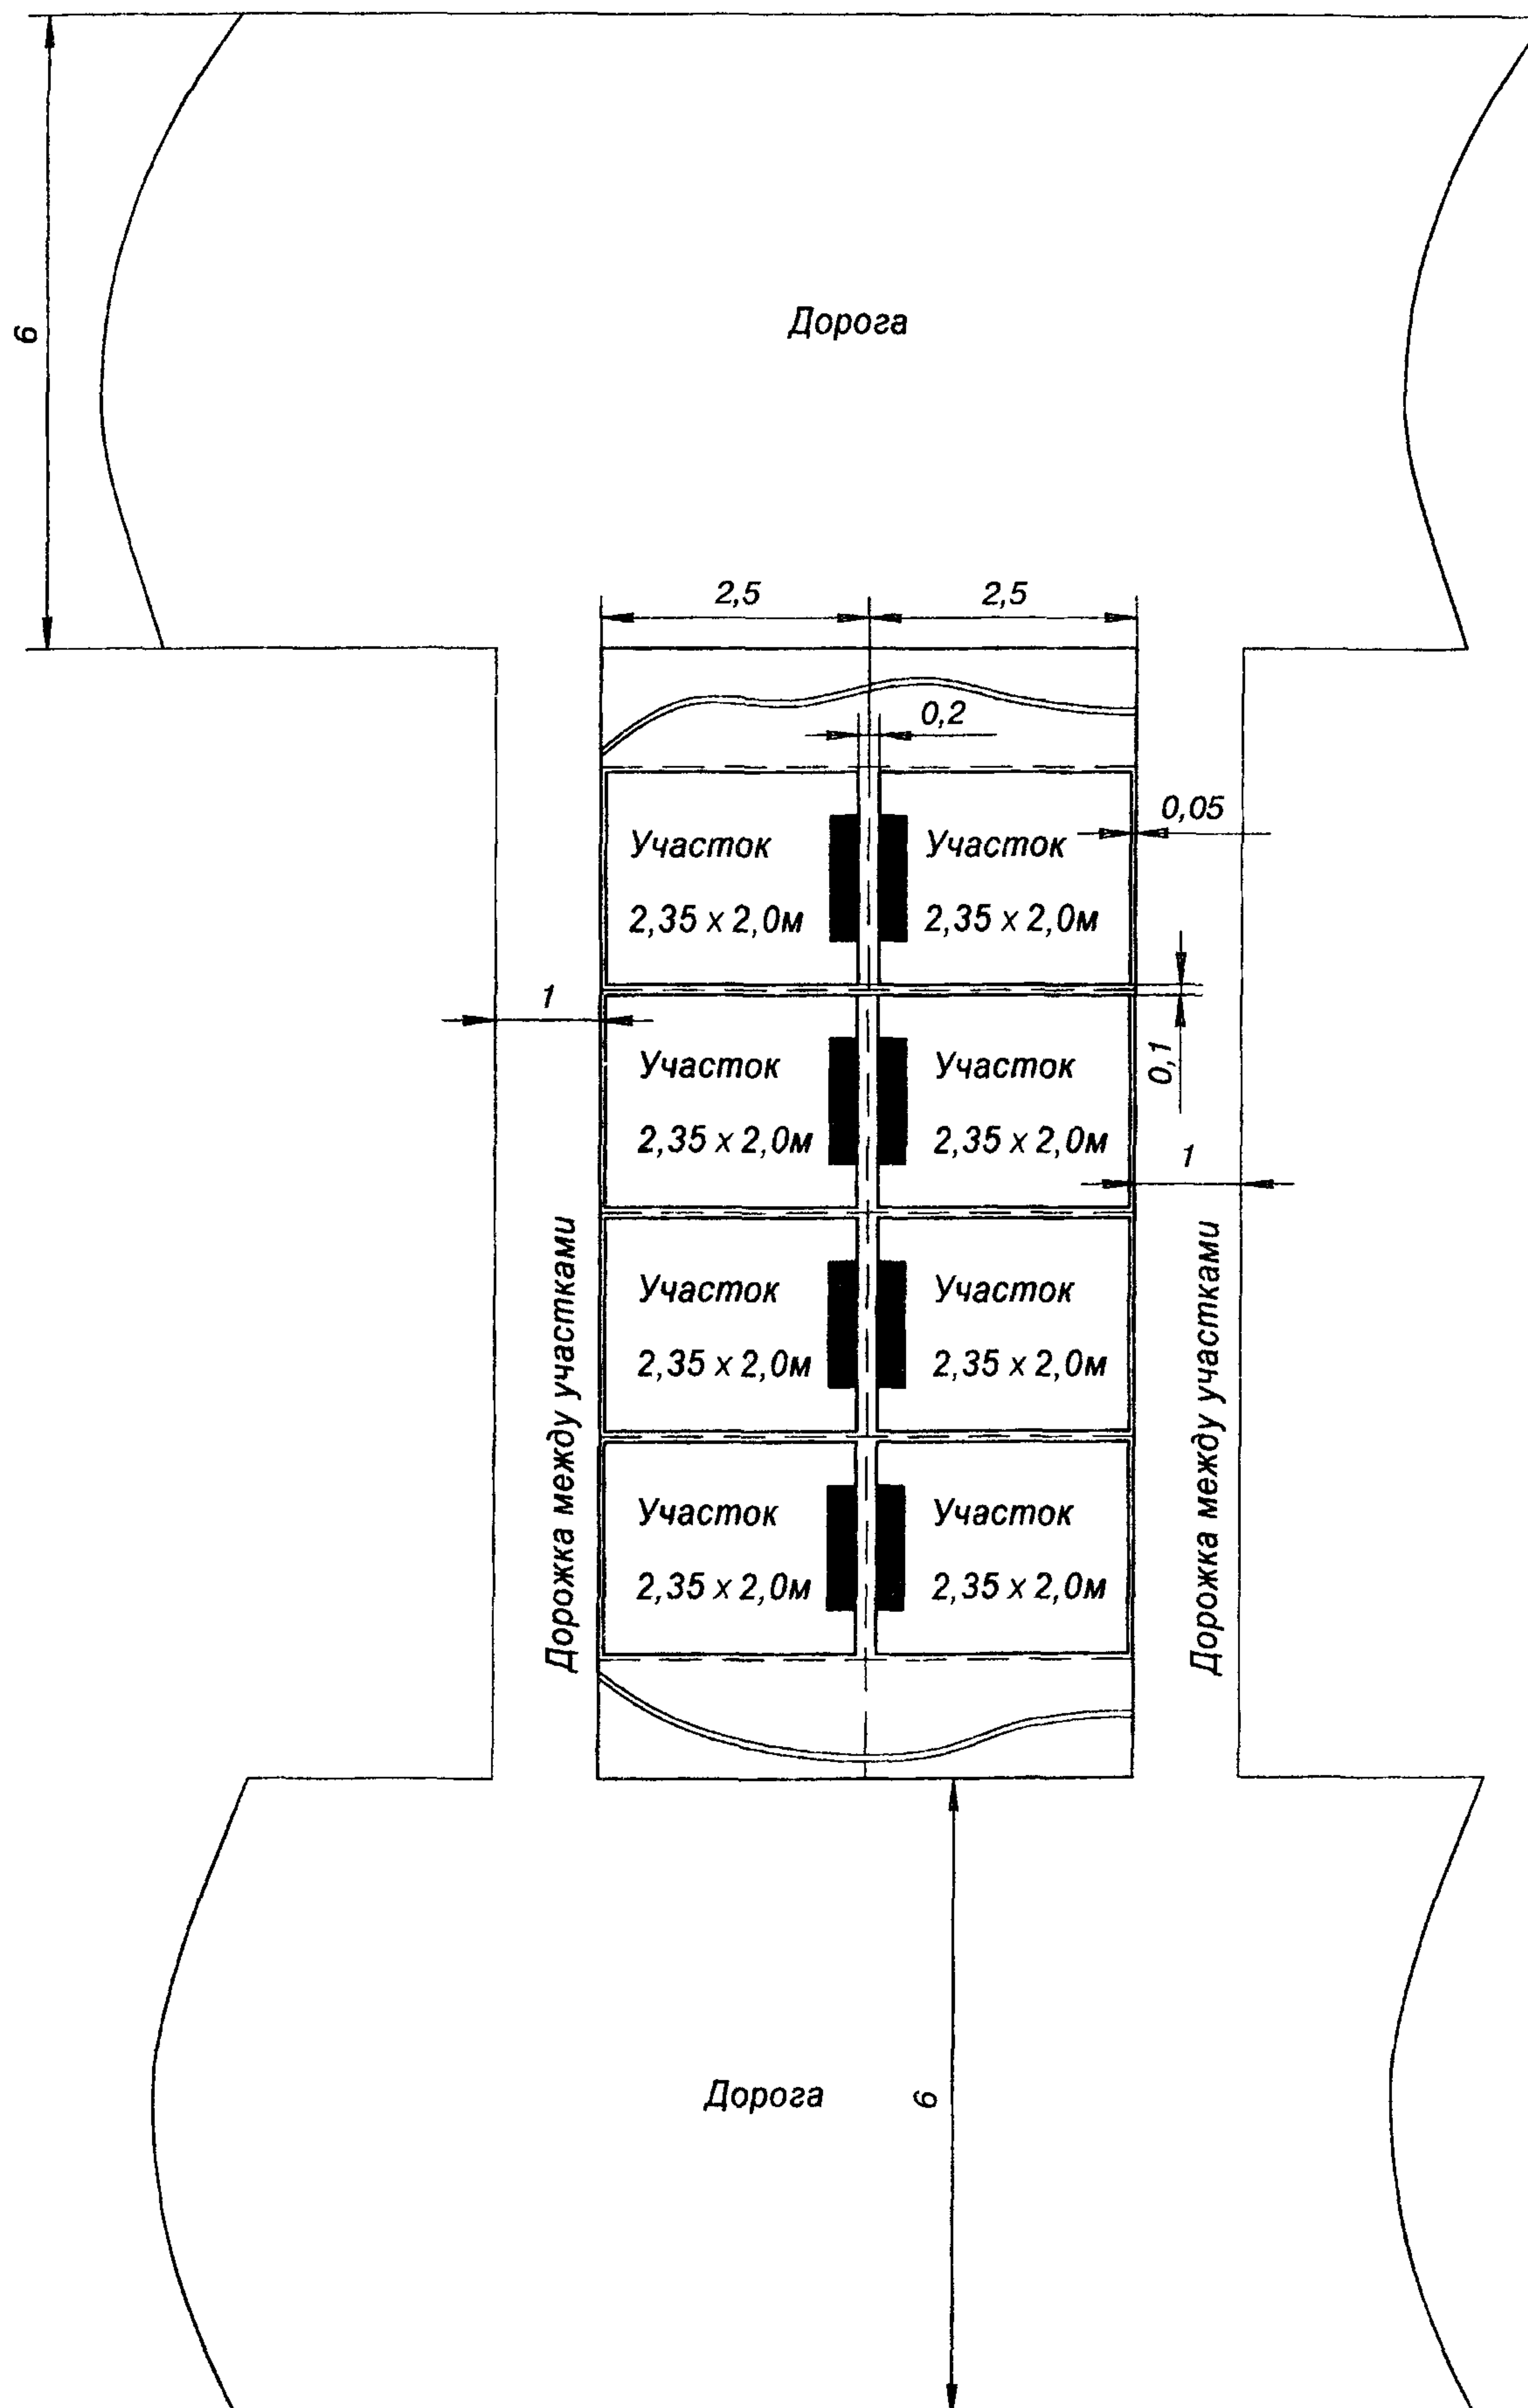 6
Дорога
2,5
2,5
0,2
0,05
Участок
2,35 x 2,0м
Участок
2,35 x 2,0м
1
0,1
Участок
2,35 x 2,0м
Участок
2,35 x 2,0м
1
Дорожка между участками
Участок
2,35 x 2,0м
Участок
2,35 x 2,0м
Дорожка между участками
Участок
2,35 x 2,0м
Участок
2,35 x 2,0м
Дорога
6